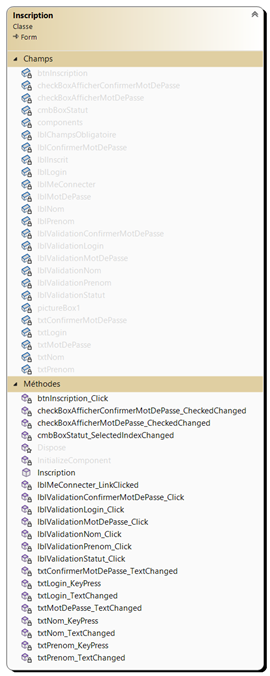 Inscription
Classe
Form
Champs
btnInscription
checkBoxAfficherConfirmerMotDePasse
checkBoxAfficherMotDePasse
cmbBoxStatut
components
lblChampsObligatoire
lblConfirmerMotDePasse
lblInscrit
lblLogin
lblMeConnecter
lblMotDePasse
lblNom
lblPrenom
lblValidationConfirmerMotDePasse
lblValidationLogin
lblValidationMotDePasse
lblValidationNom
lblValidationPrenom
lblValidationStatut
pictureBox1
txtConfirmerMotDePasse
txtLogin
txtMotDePasse
txtNom
txtPrenom
Méthodes
btnInscription_Click
checkBoxAfficherConfirmerMotDePasse_CheckedChanged
checkBoxAfficherMotDePasse_CheckedChanged
cmbBoxStatut_SelectedIndexChanged
Dispose
InitializeComponent
Inscription
lblMeConnecter_LinkClicked
lblValidationConfirmerMotDePasse_Click
lblValidationLogin_Click
lblValidationMotDePasse_Click
lblValidationNom_Click
lblValidationPrenom_Click
lblValidationStatut_Click
txtConfirmerMotDePasse_TextChanged
txtLogin_KeyPress
txtLogin_TextChanged
txtMotDePasse_TextChanged
txtNom_KeyPress
txtNom_TextChanged
txtPrenom_KeyPress
txtPrenom_TextChanged